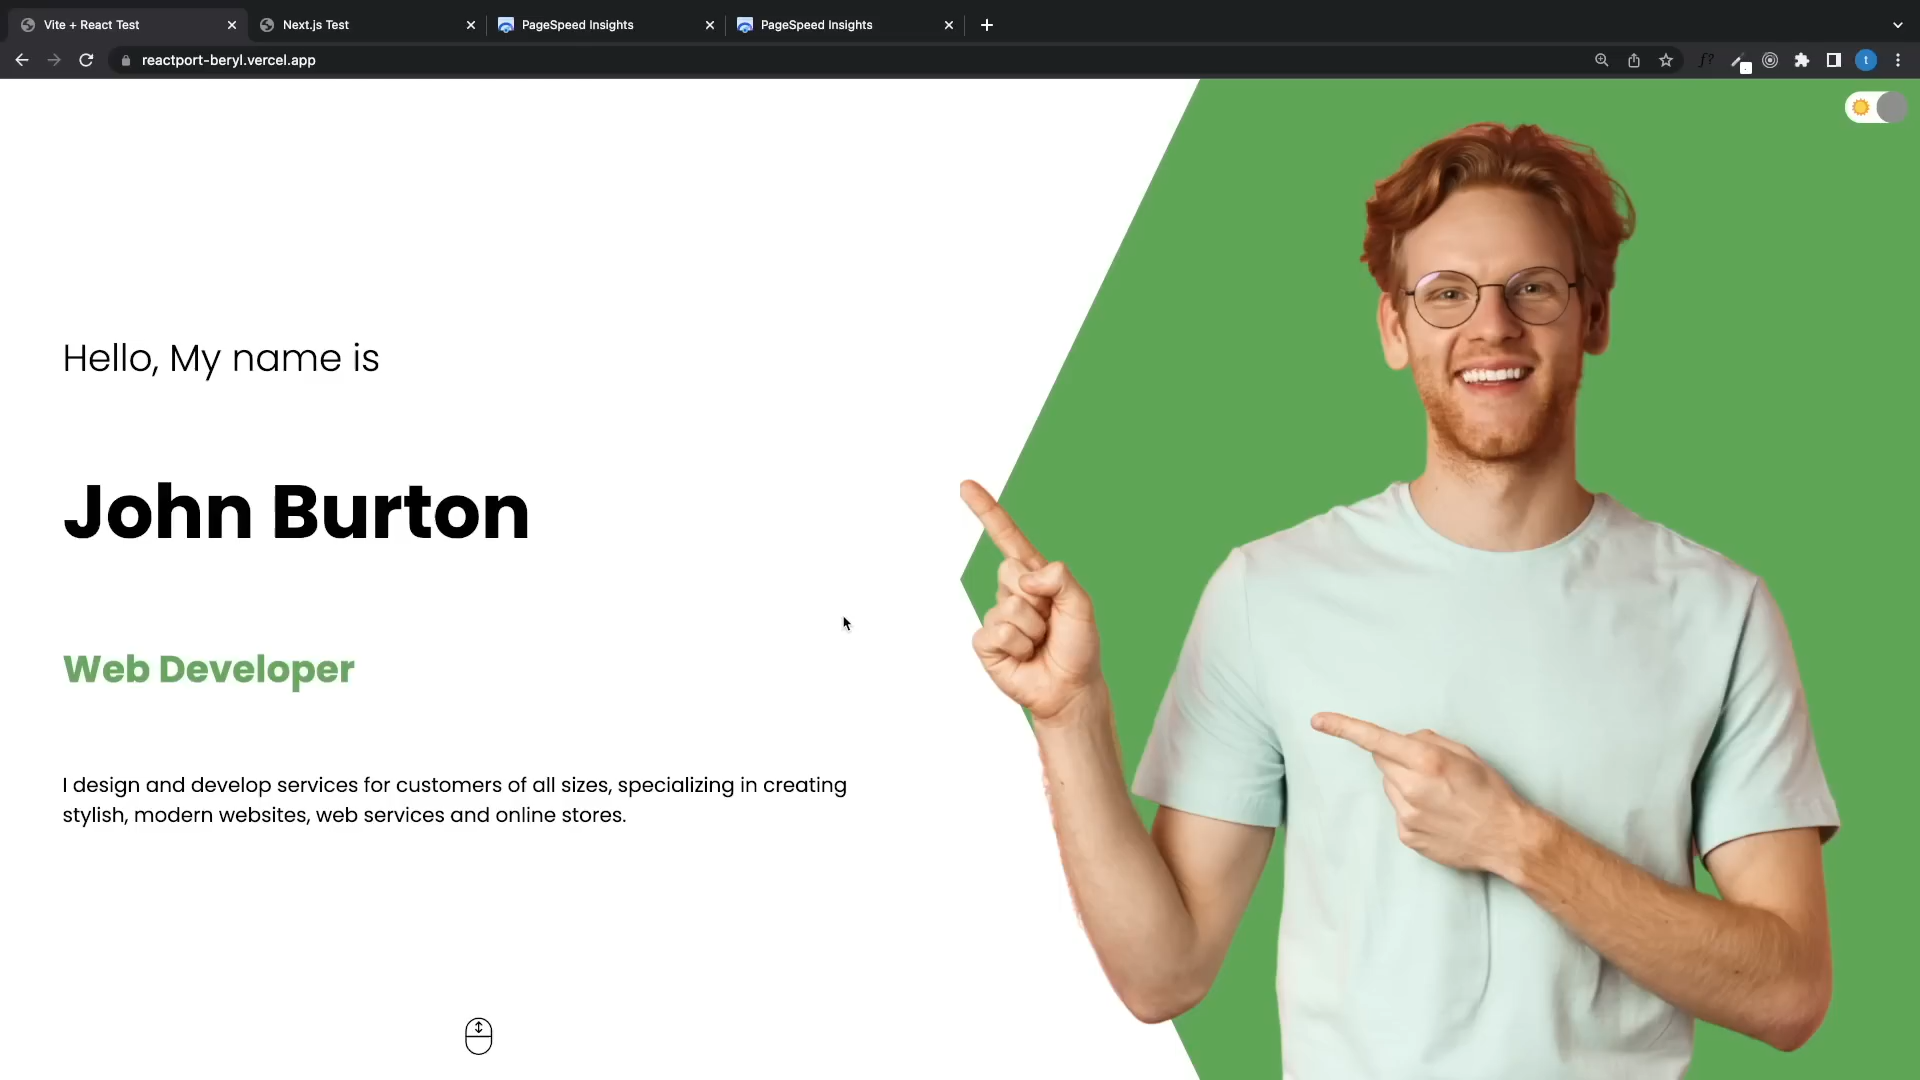 Vite + React Test
Next.js Test
PageSpeed Insights
PageSpeed Insights
reactport-beryl.vercel.app
f?
t
Hello, My name is
John Burton
Web Developer
I design and develop services for customers of all sizes, specializing in creating
stylish, modern websites, web services and online stores.